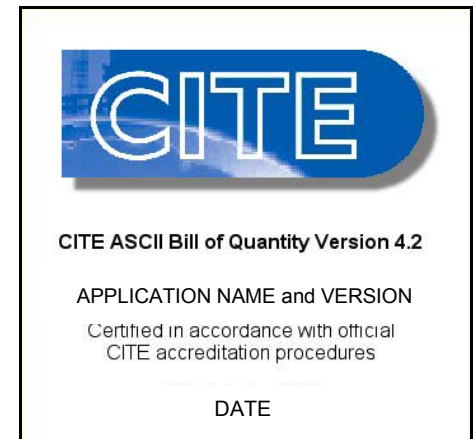 CITE
CITE ASCII Bill of Quantity Version 4.2
APPLICATION NAME and VERSION
Certified in accordance with official
CITE accreditation procedures
DATE